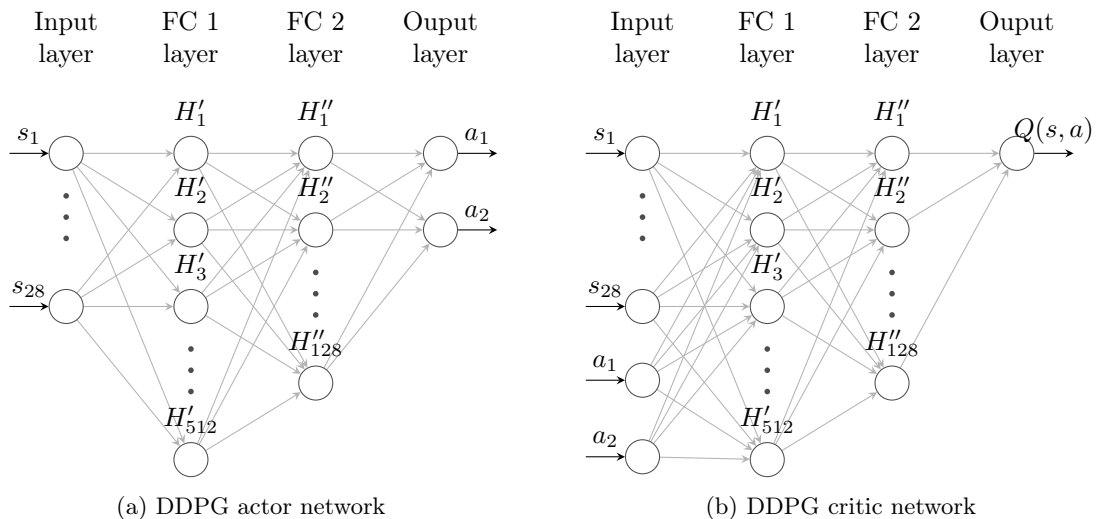 Input layer
FC 1 layer
FC 2 layer
Ouput layer
s₁
s₂₈
H′₁
H′₂
H′₃
H′₅₁₂
H″₁
H″₂
H″₁₂₈
a₁
a₂
(a) DDPG actor network
Input layer
FC 1 layer
FC 2 layer
Ouput layer
s₁
s₂₈
a₁
a₂
H′₁
H′₂
H′₃
H′₅₁₂
H″₁
H″₂
H″₁₂₈
Q(s, a)
(b) DDPG critic network